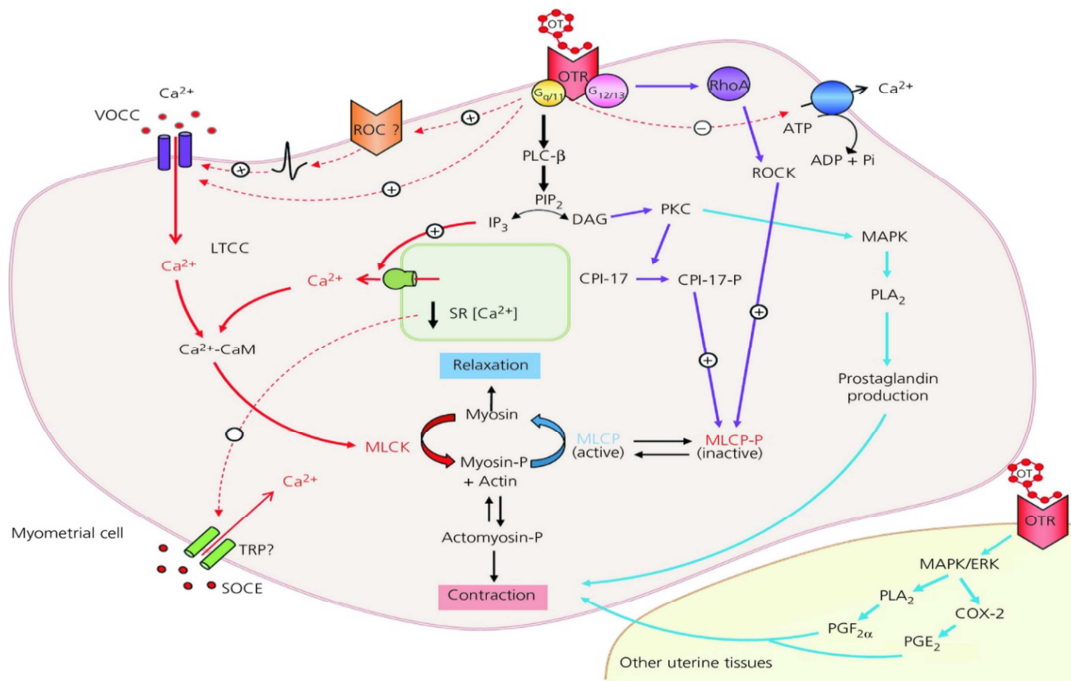 OT
OTR
Gq/11
G12/13
RhoA
Ca²⁺
VOCC
Ca²⁺
ROC ?
+
−
ATP
ADP + Pi
+
+
PLC-β
ROCK
PIP₂
IP₃
DAG
PKC
MAPK
+
LTCC
Ca²⁺
Ca²⁺
CPI-17
CPI-17-P
PLA₂
SR [Ca²⁺]
+
Ca²⁺-CaM
+
Relaxation
Prostaglandin
production
Myosin
MLCK
MLCP
(active)
MLCP-P
(inactive)
Myosin-P
+ Actin
Ca²⁺
OT
OTR
Myometrial cell
Actomyosin-P
TRP?
MAPK/ERK
SOCE
Contraction
PLA₂
COX-2
PGF₂α
PGE₂
Other uterine tissues